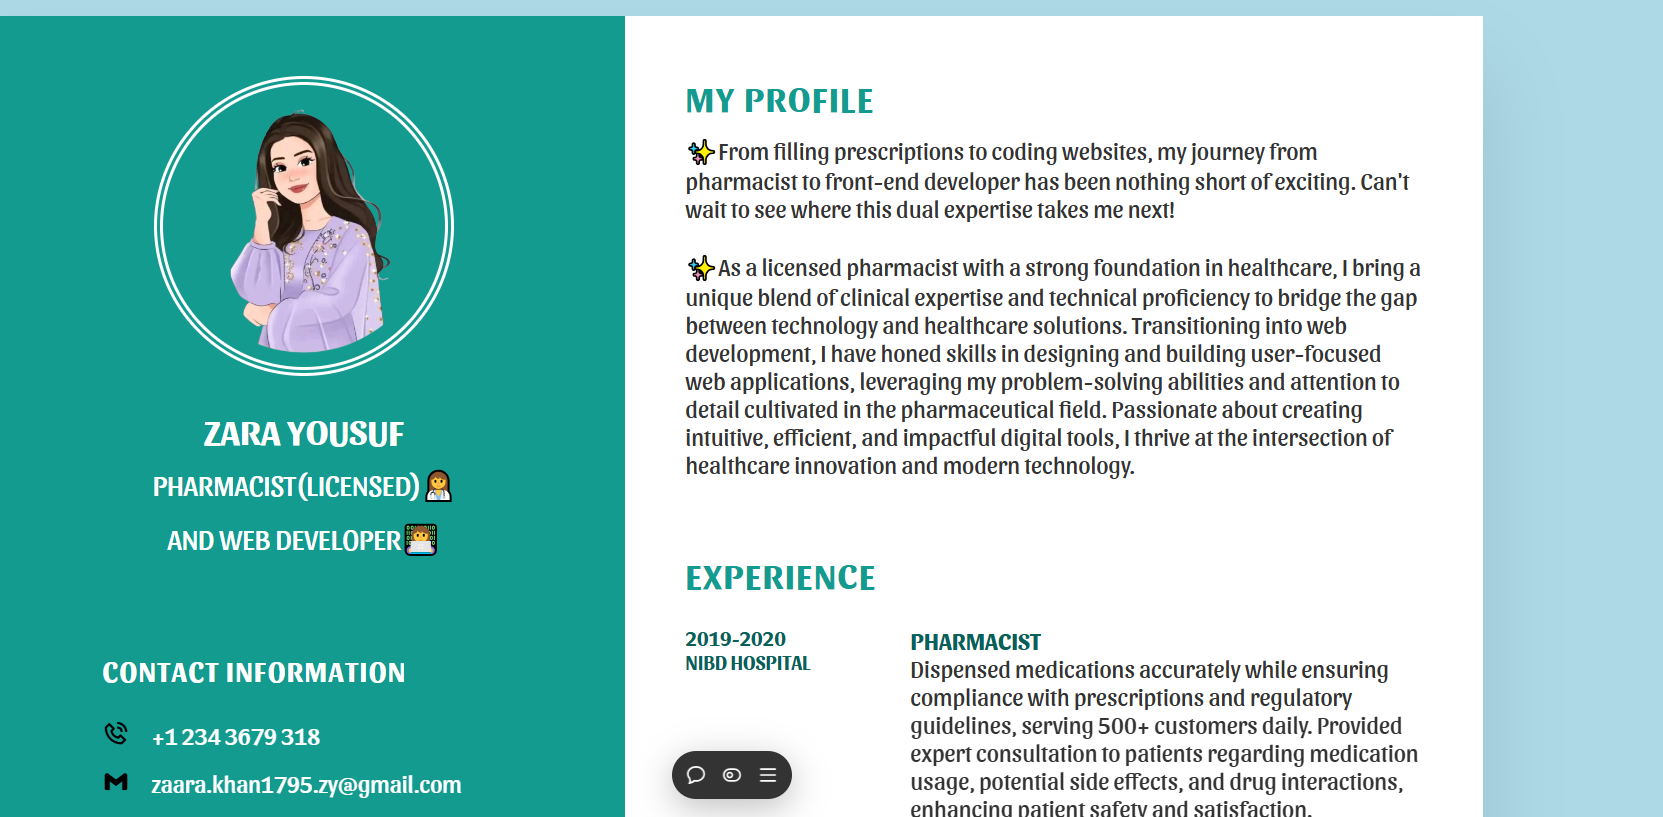 ZARA YOUSUF
PHARMACIST(LICENSED)👩‍⚕️
AND WEB DEVELOPER👩‍💻
CONTACT INFORMATION
+1 234 3679 318
zaara.khan1795.zy@gmail.com
MY PROFILE
✨From filling prescriptions to coding websites, my journey from
pharmacist to front-end developer has been nothing short of exciting. Can't
wait to see where this dual expertise takes me next!
✨As a licensed pharmacist with a strong foundation in healthcare, I bring a
unique blend of clinical expertise and technical proficiency to bridge the gap
between technology and healthcare solutions. Transitioning into web
development, I have honed skills in designing and building user-focused
web applications, leveraging my problem-solving abilities and attention to
detail cultivated in the pharmaceutical field. Passionate about creating
intuitive, efficient, and impactful digital tools, I thrive at the intersection of
healthcare innovation and modern technology.
EXPERIENCE
2019-2020
NIBD HOSPITAL
PHARMACIST
Dispensed medications accurately while ensuring
compliance with prescriptions and regulatory
guidelines, serving 500+ customers daily. Provided
expert consultation to patients regarding medication
usage, potential side effects, and drug interactions,
enhancing patient safety and satisfaction.